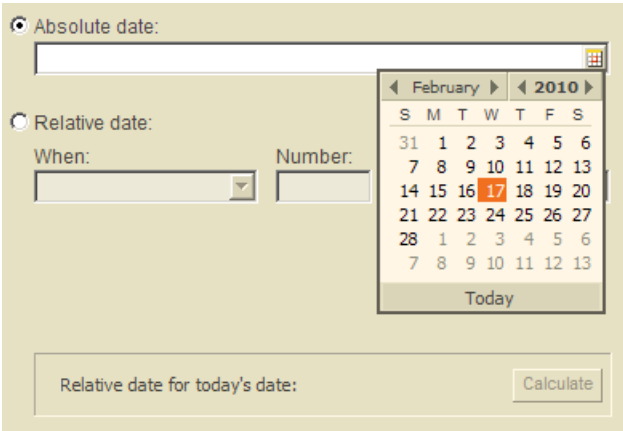 Absolute date:
February 2010
S M T W T F S
31 1 2 3 4 5 6
7 8 9 10 11 12 13
14 15 16 17 18 19 20
21 22 23 24 25 26 27
28 1 2 3 4 5 6
7 8 9 10 11 12 13
Today
Relative date:
When: Number:
Relative date for today's date: Calculate